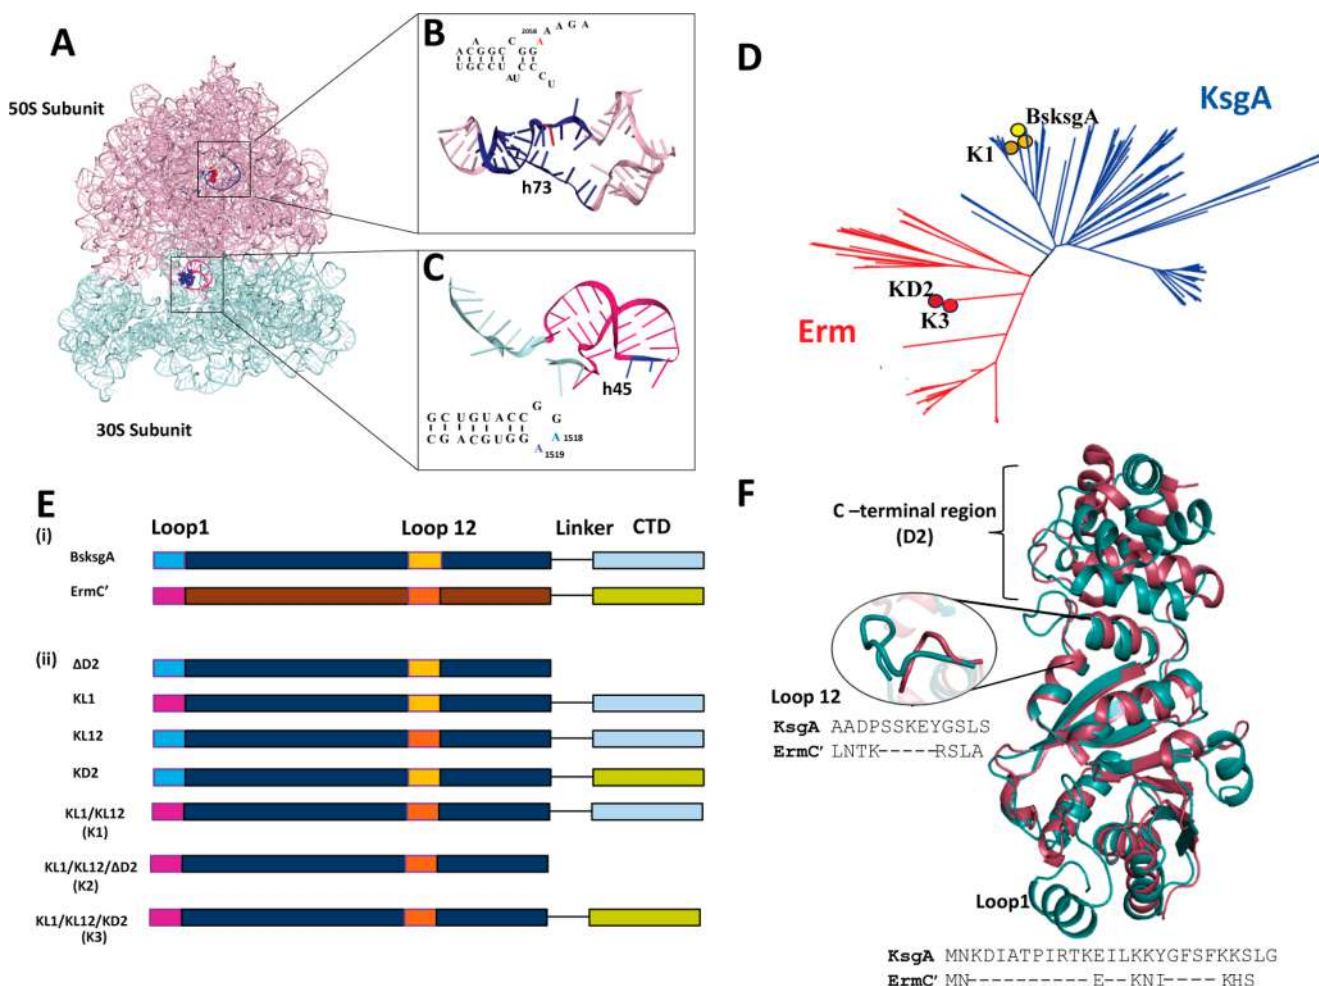 A
50S Subunit
30S Subunit
B
2058 A A G A
A C A
A C G G C G G
U G C C G U C C C
A U U
h73
C
h45
G
G C U G U A C C G
C G A C G U G G A 1518
A 1519
D
KsgA
BsksgA
K1
KD2
K3
Erm
E
Loop1 Loop 12 Linker CTD
(i)
BsksgA
ErmC'
(ii)
ΔD2
KL1
KL12
KD2
KL1/KL12
(K1)
KL1/KL12/ΔD2
(K2)
KL1/KL12/KD2
(K3)
F
C –terminal region
(D2)
Loop 12
KsgA AADPSSKEYGSLS
ErmC' LNTK-----RSLA
Loop1
KsgA MNKDIATPIRTKEILKKYGFSFKKSLG
ErmC' MN----------E--KNI-----KHS